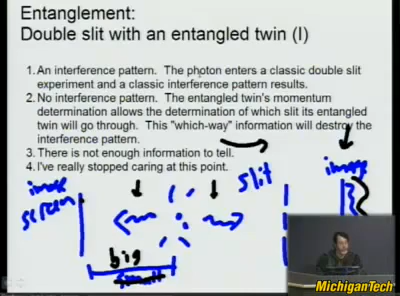 Entanglement:
Double slit with an entangled twin (I)
1. An interference pattern. The photon enters a classic double slit
experiment and a classic interference pattern results.
2. No interference pattern. The entangled twin's momentum
determination allows the determination of which slit its entangled
twin will go through. This "which-way" information will destroy the
interference pattern.
3. There is not enough information to tell.
4. I've really stopped caring at this point.
image
screen
slit
image
big
small
MichiganTech